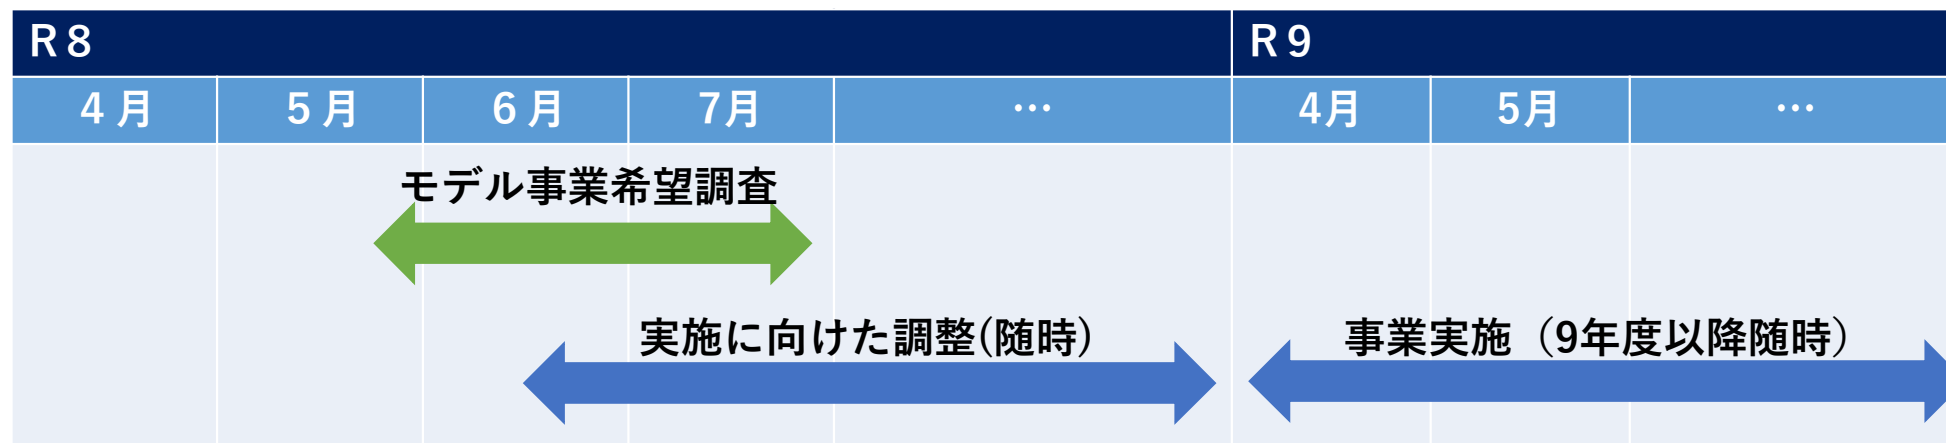 R8 R9
4月 5月 6月 7月 … 4月 5月 …
モデル事業希望調査
実施に向けた調整(随時) 事業実施（9年度以降随時）